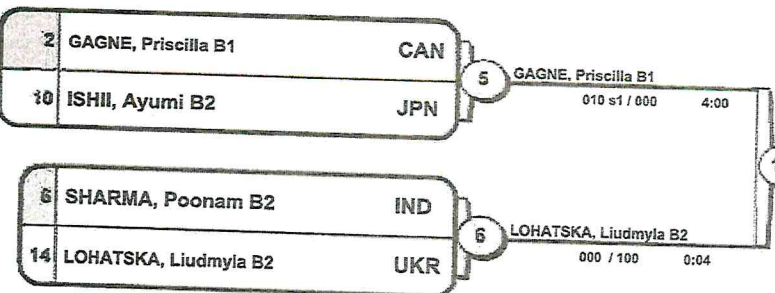 2 GAGNE, Priscilla B1 CAN
10 ISHII, Ayumi B2 JPN
5
GAGNE, Priscilla B1
010 s1 / 000 4:00
6 SHARMA, Poonam B2 IND
14 LOHATSKA, Liudmyla B2 UKR
6
LOHATSKA, Liudmyla B2
000 / 100 0:04